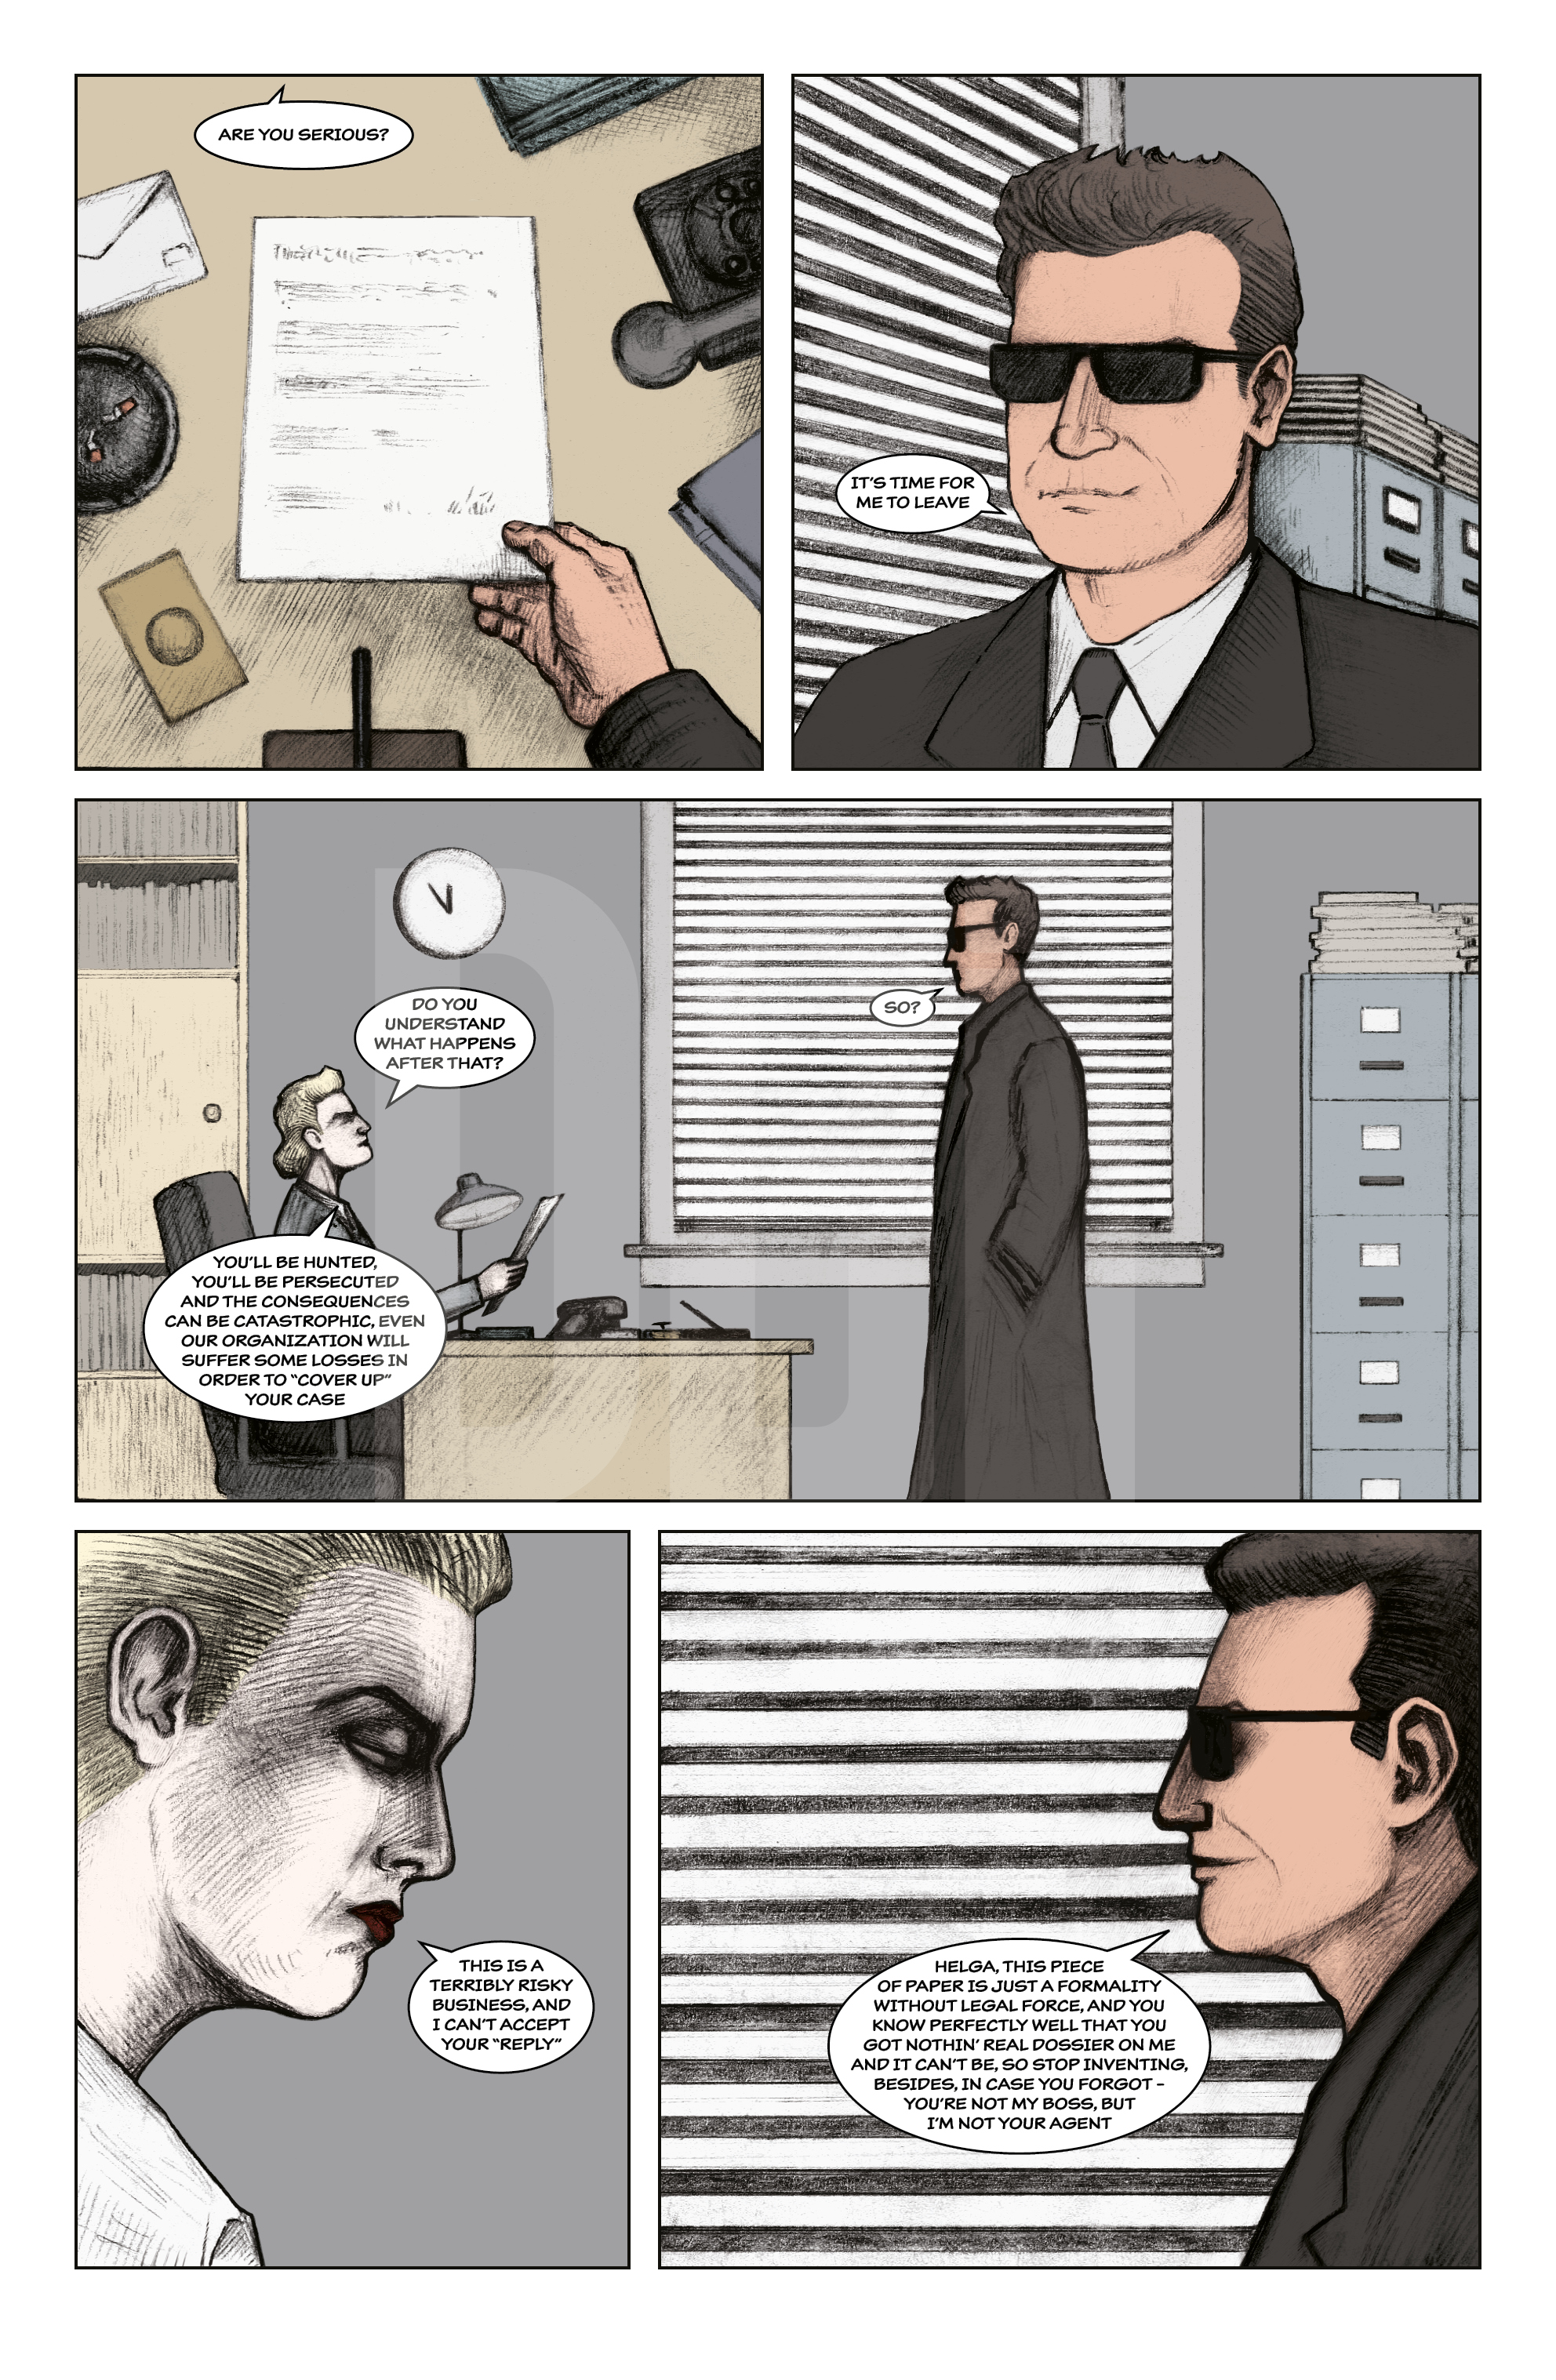 ARE YOU SERIOUS?
IT'S TIME FOR
ME TO LEAVE
DO YOU
UNDERSTAND
WHAT HAPPENS
AFTER THAT?
SO?
YOU'LL BE HUNTED,
YOU'LL BE PERSECUTED
AND THE CONSEQUENCES
CAN BE CATASTROPHIC, EVEN
OUR ORGANIZATION WILL
SUFFER SOME LOSSES IN
ORDER TO "COVER UP"
YOUR CASE
THIS IS A
TERRIBLY RISKY
BUSINESS, AND
I CAN'T ACCEPT
YOUR "REPLY"
HELGA, THIS PIECE
OF PAPER IS JUST A FORMALITY
WITHOUT LEGAL FORCE, AND YOU
KNOW PERFECTLY WELL THAT YOU
GOT NOTHIN' REAL DOSSIER ON ME
AND IT CAN'T BE, SO STOP INVENTING,
BESIDES, IN CASE YOU FORGOT -
YOU'RE NOT MY BOSS, BUT
I'M NOT YOUR AGENT